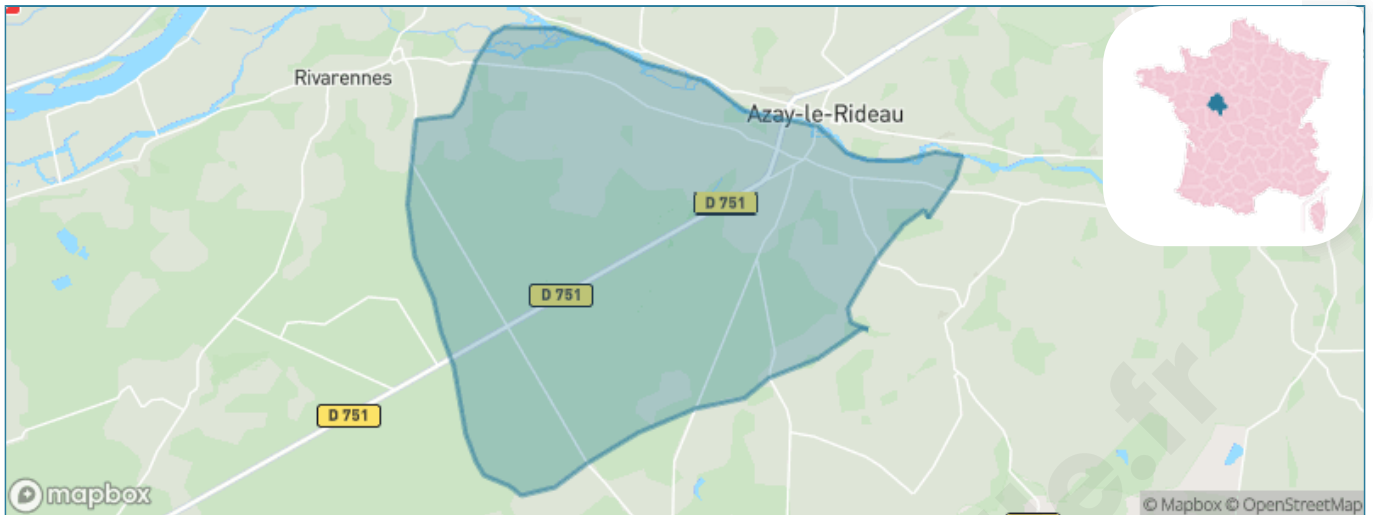 Rivarennes
Azay-le-Rideau
D 751
D 751
D 751
mapbox
© Mapbox © OpenStreetMap